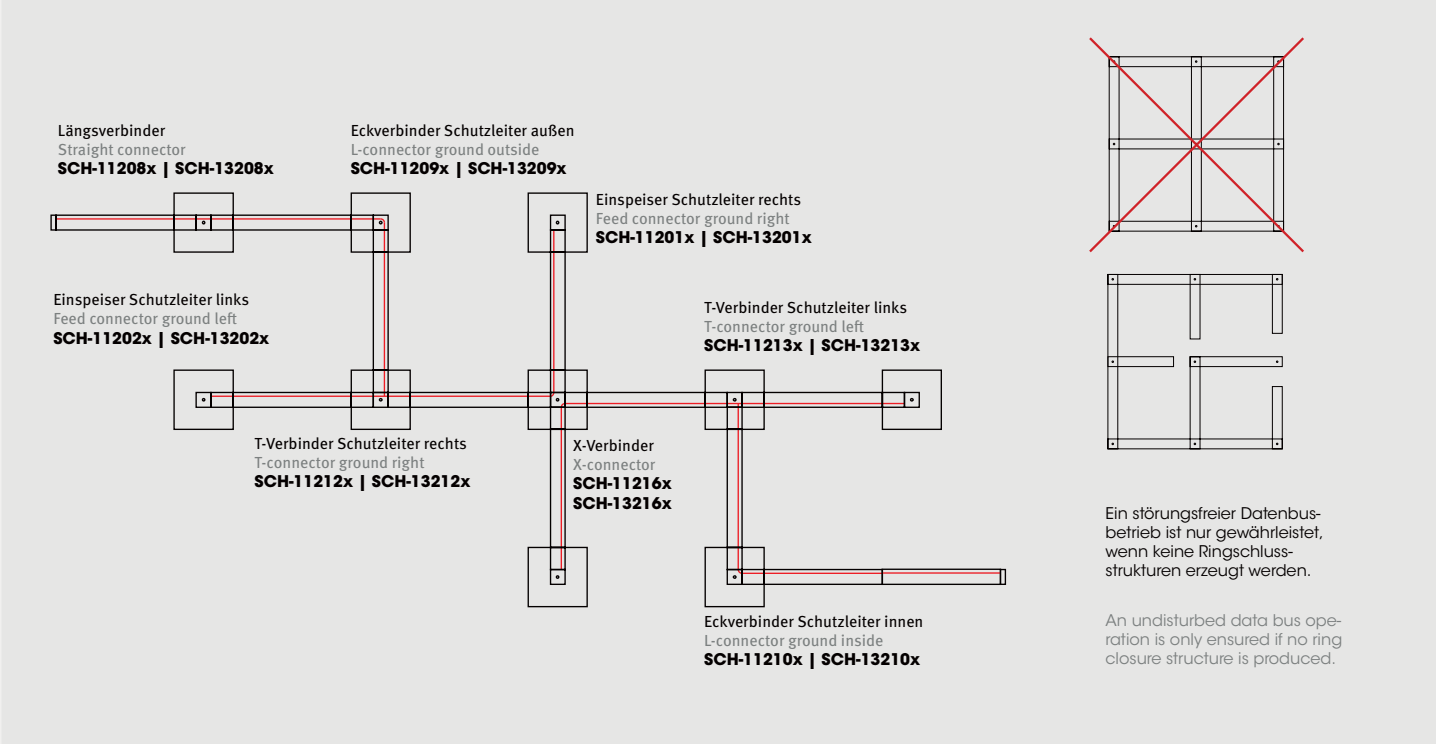 Längsverbinder
Straight connector
SCH-11208x | SCH-13208x
Eckverbinder Schutzleiter außen
L-connector ground outside
SCH-11209x | SCH-13209x
Einspeiser Schutzleiter rechts
Feed connector ground right
SCH-11201x | SCH-13201x
Einspeiser Schutzleiter links
Feed connector ground left
SCH-11202x | SCH-13202x
T-Verbinder Schutzleiter links
T-connector ground left
SCH-11213x | SCH-13213x
T-Verbinder Schutzleiter rechts
T-connector ground right
SCH-11212x | SCH-13212x
X-Verbinder
X-connector
SCH-11216x
SCH-13216x
Eckverbinder Schutzleiter innen
L-connector ground inside
SCH-11210x | SCH-13210x
Ein störungsfreier Datenbus-
betrieb ist nur gewährleistet,
wenn keine Ringschluss-
strukturen erzeugt werden.
An undisturbed data bus ope-
ration is only ensured if no ring
closure structure is produced.